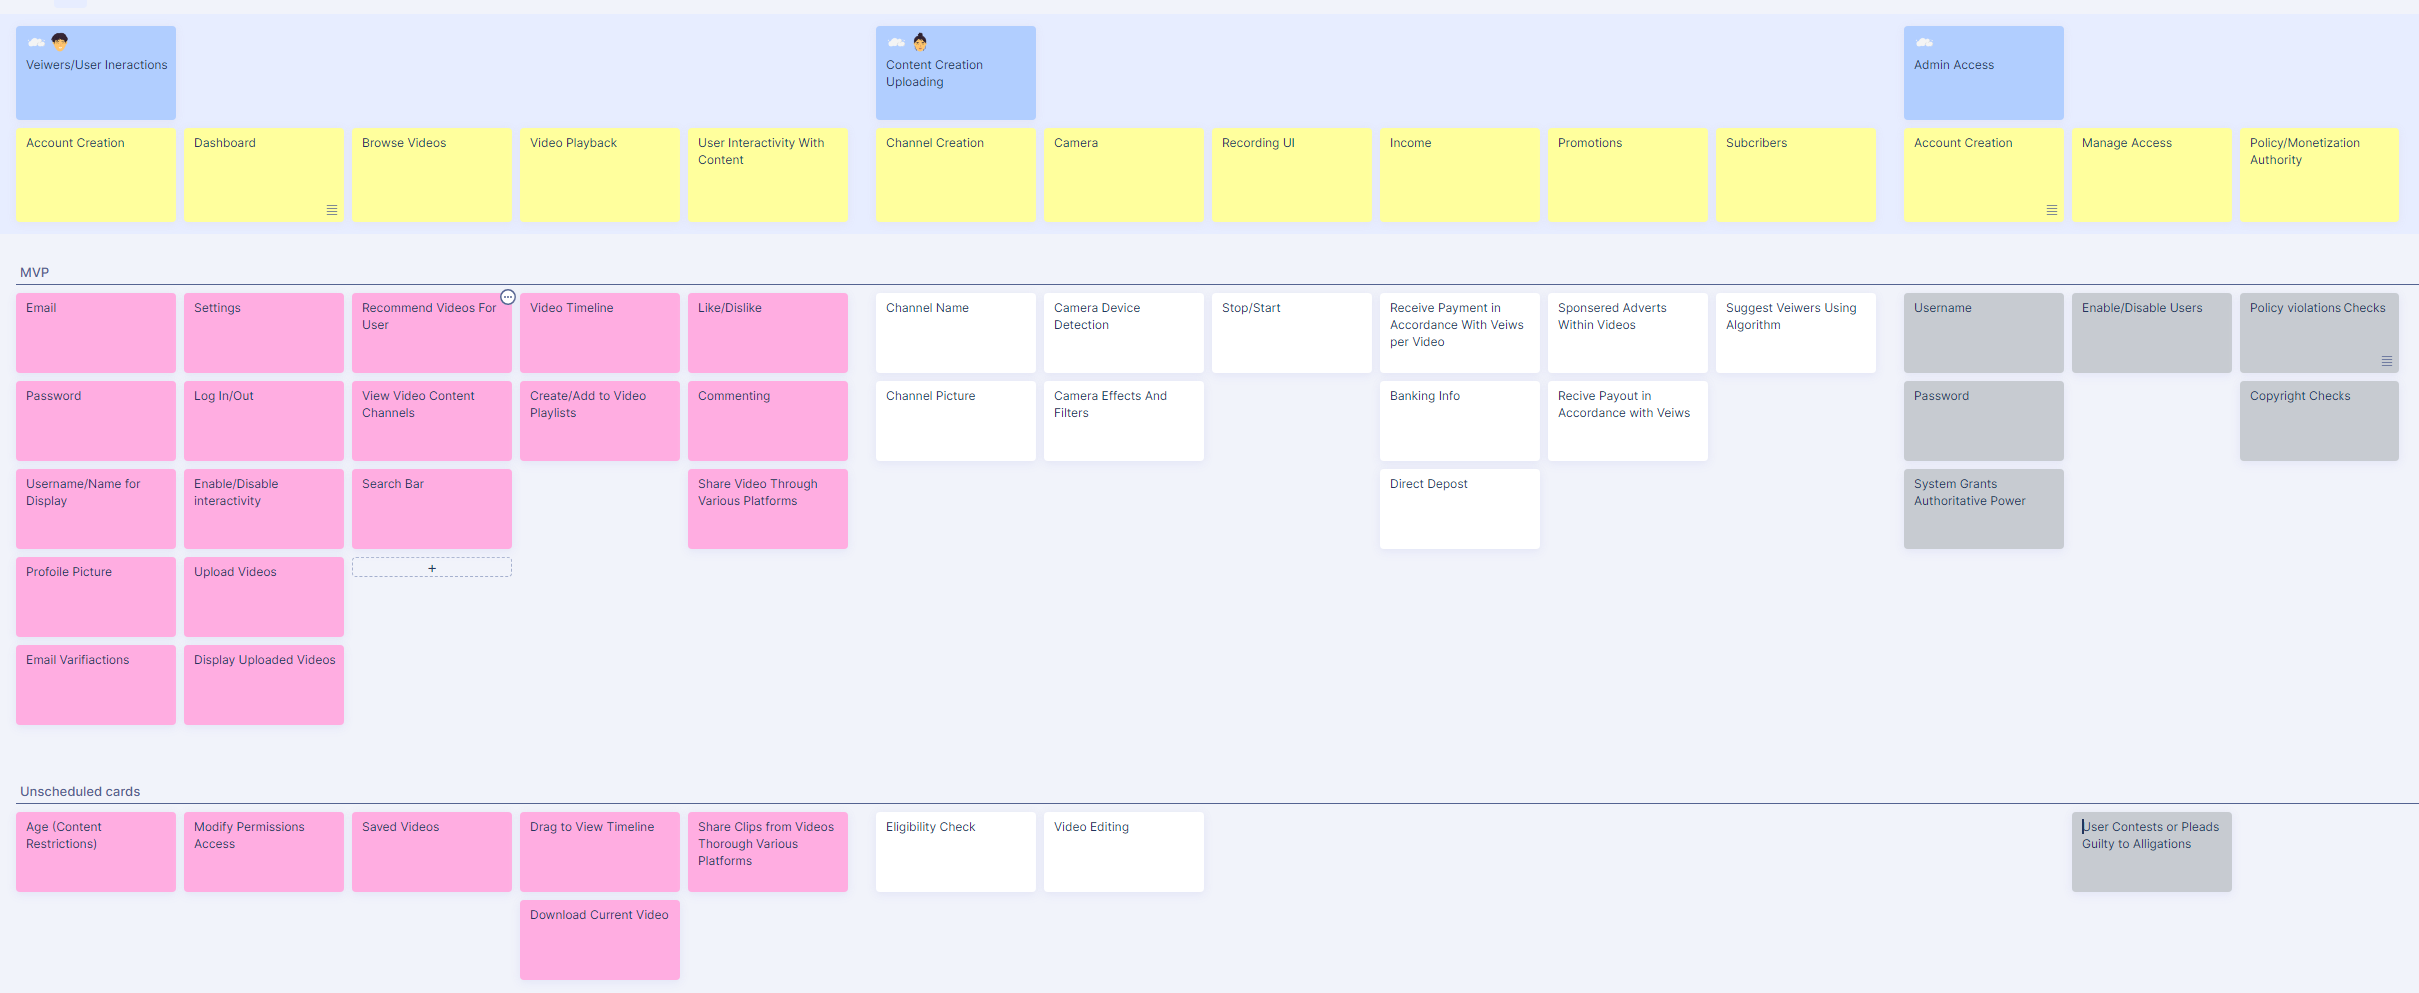 Veiwers/User Ineractions
Content Creation
Uploading
Admin Access
Account Creation
Dashboard
Browse Videos
Video Playback
User Interactivity With
Content
Channel Creation
Camera
Recording UI
Income
Promotions
Subcribers
Account Creation
Manage Access
Policy/Monetization
Authority
MVP
Email
Settings
Recommend Videos For
User
Video Timeline
Like/Dislike
Channel Name
Camera Device
Detection
Stop/Start
Receive Payment in
Accordance With Veiws
per Video
Sponsered Adverts
Within Videos
Suggest Veiwers Using
Algorithm
Username
Enable/Disable Users
Policy violations Checks
Password
Log In/Out
View Video Content
Channels
Create/Add to Video
Playlists
Commenting
Channel Picture
Camera Effects And
Filters
Banking Info
Recive Payout in
Accordance with Veiws
Password
Copyright Checks
Username/Name for
Display
Enable/Disable
interactivity
Search Bar
Share Video Through
Various Platforms
Direct Depost
System Grants
Authoritative Power
Profoile Picture
Upload Videos
+
Email Varifiactions
Display Uploaded Videos
Unscheduled cards
Age (Content
Restrictions)
Modify Permissions
Access
Saved Videos
Drag to View Timeline
Share Clips from Videos
Thorough Various
Platforms
Eligibility Check
Video Editing
User Contests or Pleads
Guilty to Alligations
Download Current Video